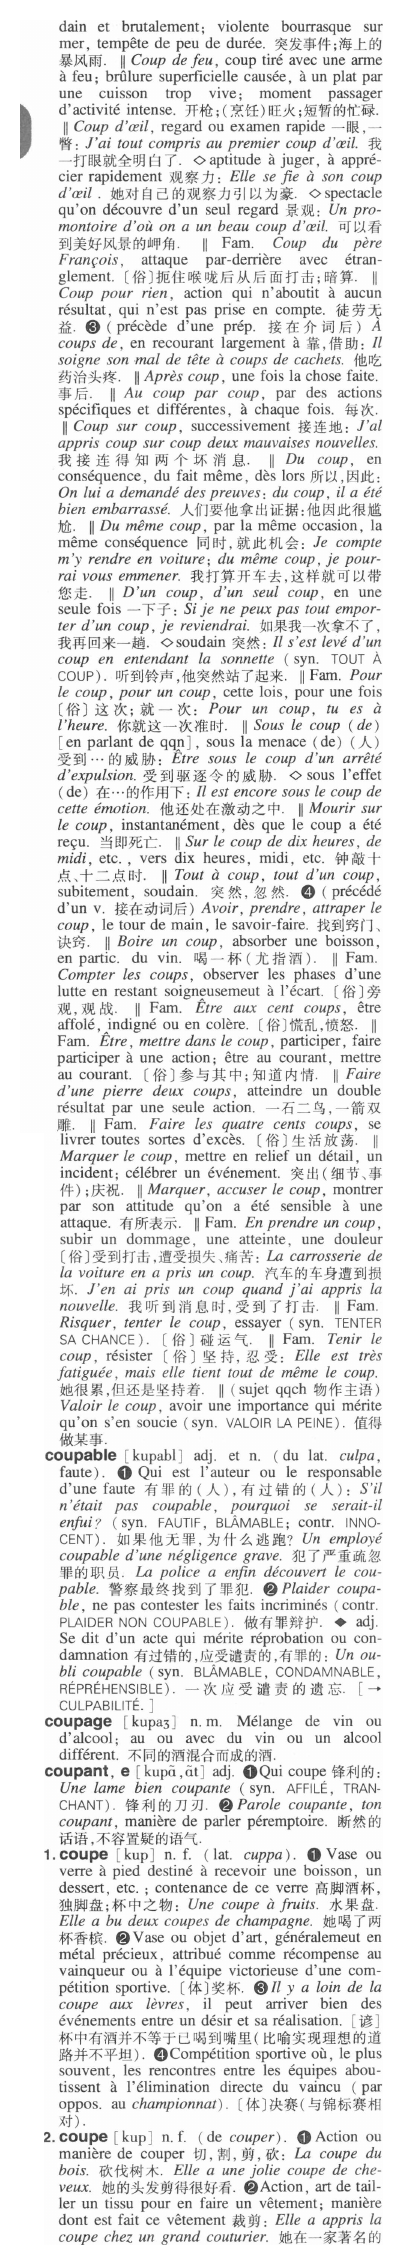 dain et brutalement; violente bourrasque sur
mer, tempête de peu de durée. 突发事件;海上的
暴风雨. ‖ Coup de feu, coup tiré avec une arme
à feu; brûlure superficielle causée, à un plat par
une cuisson trop vive; moment passager
d'activité intense. 开枪;(烹饪)旺火;短暂的忙碌.
‖ Coup d'œil, regard ou examen rapide 一眼,一
瞥: J'ai tout compris au premier coup d'œil. 我
一打眼就全明白了. ◇aptitude à juger, à appré-
cier rapidement 观察力: Elle se fie à son coup
d'œil . 她对自己的观察力引以为豪. ◇spectacle
qu'on découvre d'un seul regard 景观: Un pro-
montoire d'où on a un beau coup d'œil. 可以看
到美好风景的岬角. ‖ Fam. Coup du père
François, attaque par-derrière avec étran-
glement. 〔俗〕扼住喉咙后从后面打击;暗算. ‖
Coup pour rien, action qui n'aboutit à aucun
résultat, qui n'est pas prise en compte. 徒劳无
益. ❸ ( précède d'une prép. 接在介词后) À
coups de, en recourant largement à 靠,借助: Il
soigne son mal de tête à coups de cachets. 他吃
药治头疼. ‖ Après coup, une fois la chose faite.
事后. ‖ Au coup par coup, par des actions
spécifiques et différentes, à chaque fois. 每次.
‖ Coup sur coup, successivement 接连地: J'al
appris coup sur coup deux mauvaises nouvelles.
我接连得知两个坏消息. ‖ Du coup, en
conséquence, du fait même, dès lors 所以,因此:
On lui a demandé des preuves: du coup, il a été
bien embarrassé. 人们要他拿出证据:他因此很尴
尬. ‖ Du même coup, par la même occasion, la
même conséquence 同时,就此机会: Je compte
m'y rendre en voiture; du même coup, je pour-
rai vous emmener. 我打算开车去,这样就可以带
您走. ‖ D'un coup, d'un seul coup, en une
seule fois 一下子: Si je ne peux pas tout empor-
ter d'un coup, je reviendrai. 如果我一次拿不了,
我再回来一趟. ◇soudain 突然: Il s'est levé d'un
coup en entendant la sonnette ( syn. TOUT À
COUP). 听到铃声,他突然站了起来. ‖ Fam. Pour
le coup, pour un coup, cette lois, pour une fois
〔俗〕这次; 就一次: Pour un coup, tu es à
l'heure. 你就这一次准时. ‖ Sous le coup (de)
[en parlant de qqn], sous la menace (de) (人)
受到…的威胁: Être sous le coup d'un arrêté
d'expulsion. 受到驱逐令的威胁. ◇ sous l'effet
(de) 在…的作用下: Il est encore sous le coup de
cette émotion. 他还处在激动之中. ‖ Mourir sur
le coup, instantanément, dès que le coup a été
reçu. 当即死亡. ‖ Sur le coup de dix heures, de
midi, etc. , vers dix heures, midi, etc. 钟敲十
点、十二点时. ‖ Tout à coup, tout d'un coup,
subitement, soudain. 突然,忽然. ❹ ( précédé
d'un v. 接在动词后) Avoir, prendre, attraper le
coup, le tour de main, le savoir-faire. 找到窍门、
诀窍. ‖ Boire un coup, absorber une boisson,
en partic. du vin. 喝一杯(尤指酒). ‖ Fam.
Compter les coups, observer les phases d'une
lutte en restant soigneusemeut à l'écart. 〔俗〕旁
观,观战. ‖ Fam. Être aux cent coups, être
affolé, indigné ou en colère. 〔俗〕慌乱,愤怒. ‖
Fam. Être, mettre dans le coup, participer, faire
participer à une action; être au courant, mettre
au courant. 〔俗〕参与其中;知道内情. ‖ Faire
d'une pierre deux coups, atteindre un double
résultat par une seule action. 一石二鸟,一箭双
雕. ‖ Fam. Faire les quatre cents coups, se
livrer toutes sortes d'excès. 〔俗〕生活放荡. ‖
Marquer le coup, mettre en relief un détail, un
incident; célébrer un événement. 突出(细节、事
件);庆祝. ‖ Marquer, accuser le coup, montrer
par son attitude qu'on a été sensible à une
attaque. 有所表示. ‖ Fam. En prendre un coup,
subir un dommage, une atteinte, une douleur
〔俗〕受到打击,遭受损失、痛苦: La carrosserie de
la voiture en a pris un coup. 汽车的车身遭到损
坏. J'en ai pris un coup quand j'ai appris la
nouvelle. 我听到消息时,受到了打击. ‖ Fam.
Risquer, tenter le coup, essayer ( syn. TENTER
SA CHANCE). 〔俗〕碰运气. ‖ Fam. Tenir le
coup, résister 〔俗〕坚持,忍受: Elle est très
fatiguée, mais elle tient tout de même le coup.
她很累,但还是坚持着. ‖ (sujet qqch 物作主语)
Valoir le coup, avoir une importance qui mérite
qu'on s'en soucie (syn. VALOIR LA PEINE). 值得
做某事.
coupable [kupabl] adj. et n. ( du lat. culpa,
faute). ❶ Qui est l'auteur ou le responsable
d'une faute 有罪的(人),有过错的(人): S'il
n'était pas coupable, pourquoi se serait-il
enfui? ( syn. FAUTIF, BLÂMABLE; contr. INNO-
CENT). 如果他无罪,为什么逃跑? Un employé
coupable d'une négligence grave. 犯了严重疏忽
罪的职员. La police a enfin découvert le cou-
pable. 警察最终找到了罪犯. ❷ Plaider coupa-
ble, ne pas contester les faits incriminés (contr.
PLAIDER NON COUPABLE). 做有罪辩护. ◆ adj.
Se dit d'un acte qui mérite réprobation ou con-
damnation 有过错的,应受谴责的,有罪的: Un ou-
bli coupable ( syn. BLÂMABLE, CONDAMNABLE,
RÉPRÉHENSIBLE). 一次应受谴责的遗忘. [→
CULPABILITÉ. ]
coupage [kupaʒ] n. m. Mélange de vin ou
d'alcool; au ou avec du vin ou un alcool
différent. 不同的酒混合而成的酒.
coupant, e [kupɑ̃,ɑ̃t] adj. ❶Qui coupe 锋利的:
Une lame bien coupante ( syn. AFFILÉ, TRAN-
CHANT). 锋利的刀刃. ❷ Parole coupante, ton
coupant, manière de parler péremptoire. 断然的
话语,不容置疑的语气.
1. coupe [kup] n. f. ( lat. cuppa). ❶ Vase ou
verre à pied destiné à recevoir une boisson, un
dessert, etc. ; contenance de ce verre 高脚酒杯,
独脚盘;杯中之物: Une coupe à fruits. 水果盘.
Elle a bu deux coupes de champagne. 她喝了两
杯香槟. ❷Vase ou objet d'art, généralemeut en
métal précieux, attribué comme récompense au
vainqueur ou à l'équipe victorieuse d'une com-
pétition sportive. 〔体〕奖杯. ❸Il y a loin de la
coupe aux lèvres, il peut arriver bien des
événements entre un désir et sa réalisation. 〔谚〕
杯中有酒并不等于已喝到嘴里(比喻实现理想的道
路并不平坦). ❹Compétition sportive où, le plus
souvent, les rencontres entre les équipes abou-
tissent à l'élimination directe du vaincu ( par
oppos. au championnat). 〔体〕决赛(与锦标赛相
对).
2. coupe [kup] n. f. ( de couper). ❶ Action ou
manière de couper 切,割,剪,砍: La coupe du
bois. 砍伐树木. Elle a une jolie coupe de che-
veux. 她的头发剪得很好看. ❷Action, art de tail-
ler un tissu pour en faire un vêtement; manière
dont est fait ce vêtement 裁剪: Elle a appris la
coupe chez un grand couturier. 她在一家著名的